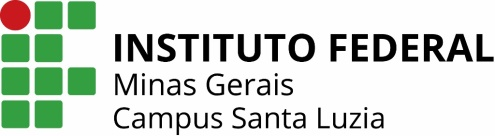 INSTITUTO FEDERAL
Minas Gerais
Campus Santa Luzia